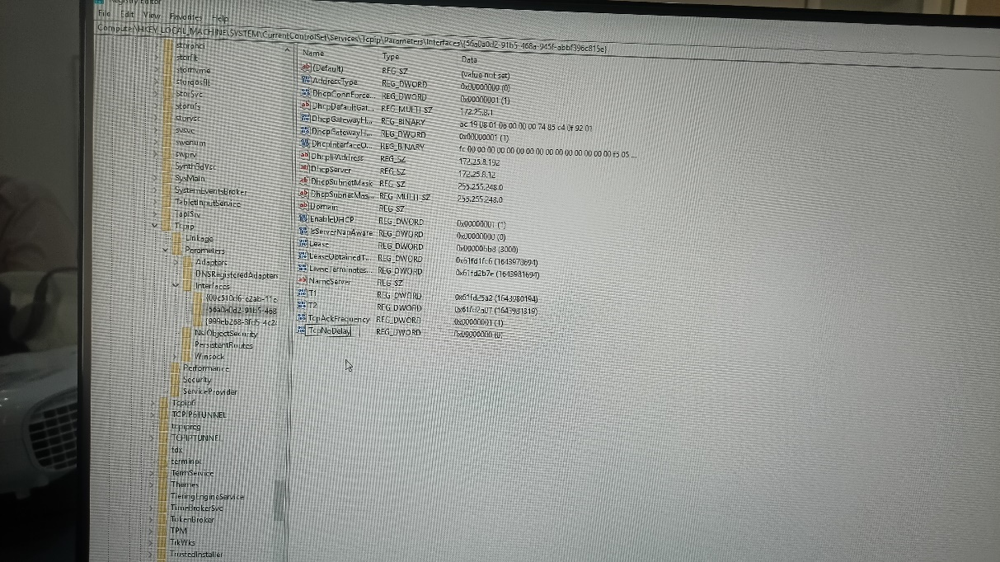 Registry Editor
File Edit View Favorites Help
Computer\HKEY_LOCAL_MACHINE\SYSTEM\CurrentControlSet\Services\Tcpip\Parameters\Interfaces\{56a0a0d2-91b5-468a-945f-abbf396c815e}
storahci
storflt
stornvme
storqosflt
StorSvc
storufs
storvsc
svsvc
swenum
swprv
Synth3dVsc
SysMain
SystemEventsBroker
TabletInputService
TapiSrv
Tcpip
Linkage
Parameters
Adapters
DNSRegisteredAdapters
Interfaces
56a0a0d2-91b5-468
NsiObjectSecurity
PersistentRoutes
Winsock
Performance
Security
ServiceProvider
Tcpip6
TCPIP6TUNNEL
tcpipreg
TCPIPTUNNEL
tdx
terminpt
TermService
Themes
TieringEngineService
TimeBrokerSvc
TokenBroker
TPM
TrkWks
TrustedInstaller
Name Type Data
(Default) REG_SZ (value not set)
AddressType REG_DWORD 0x00000000 (0)
DhcpConnForce... REG_DWORD 0x00000001 (1)
DhcpDefaultGat... REG_MULTI_SZ 172.25.8.1
DhcpGatewayH... REG_BINARY ac 19 08 01 06 00 00 00 74 85 c4 0f 92 01
DhcpGatewayH... REG_DWORD 0x00000001 (1)
DhcpInterfaceO... REG_BINARY fc 00 00 00 00 00 00 00 00 00 00 00 00 00 00 00 f5 05 ...
DhcpIPAddress REG_SZ 172.25.8.192
DhcpServer REG_SZ 172.25.8.12
DhcpSubnetMask REG_SZ 255.255.248.0
DhcpSubnetMas... REG_MULTI_SZ 255.255.248.0
Domain REG_SZ
EnableDHCP REG_DWORD 0x00000001 (1)
IsServerNapAware REG_DWORD 0x00000000 (0)
Lease REG_DWORD 0x00000bb8 (3000)
LeaseObtainedT... REG_DWORD 0x61fd1fc6 (1643978694)
LeaseTerminates... REG_DWORD 0x61fd2b7e (1643981694)
NameServer REG_SZ
T1 REG_DWORD 0x61fd25a2 (1643980194)
T2 REG_DWORD 0x61fd2a07 (1643981319)
TcpAckFrequency REG_DWORD 0x00000001 (1)
TcpNoDelay REG_DWORD 0x00000000 (0)